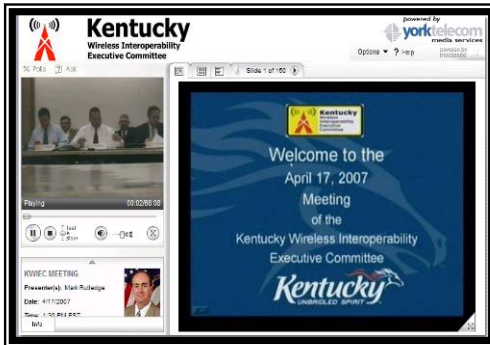 Kentucky
Wireless Interoperability
Executive Committee
powered by
yorktelecom
media services
Options ? Help
Polls Ask
Slide 1 of 150
Playing 00:02/58:08
fast
slow
KWIEC MEETING
Presenter(s): Mark Rutledge
Date: 4/17/2007
Time: 1:30 PM EST
Info
Kentucky
Wireless
Interoperability
Executive
Committee
Welcome to the
April 17, 2007
Meeting
of the
Kentucky Wireless Interoperability
Executive Committee
Kentucky
UNBRIDLED SPIRIT